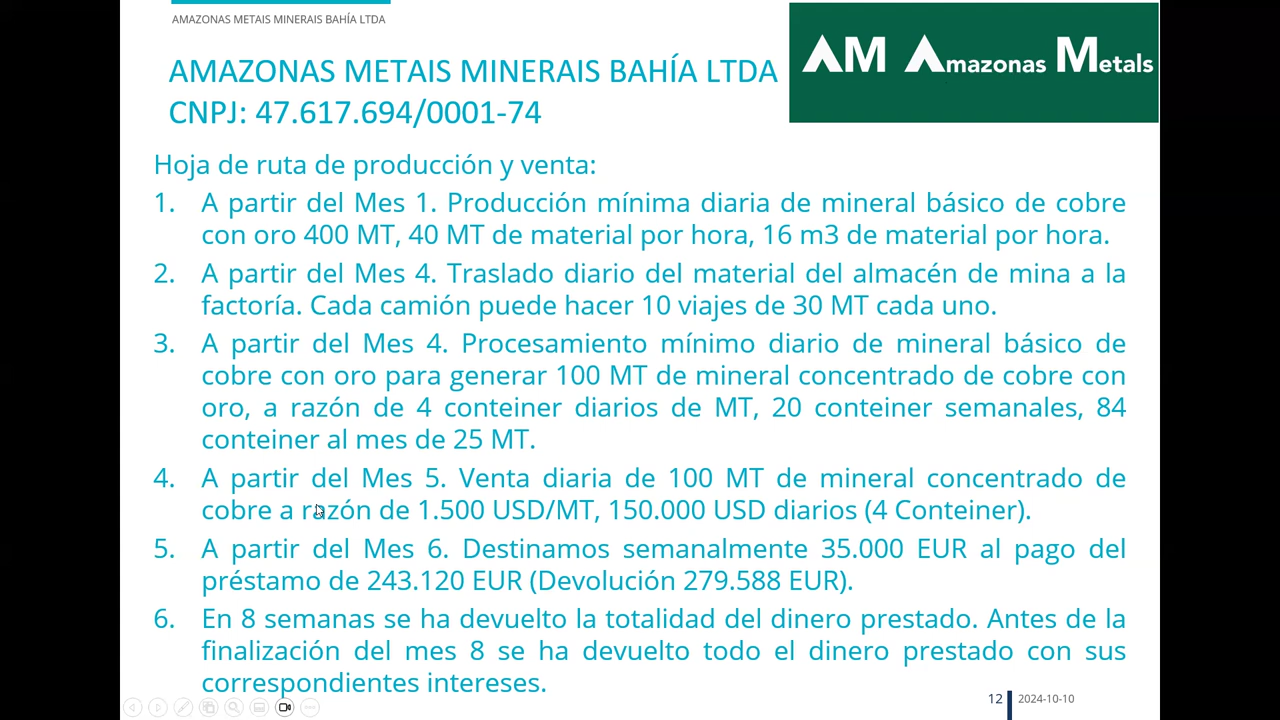 AMAZONAS METAIS MINERAIS BAHÍA LTDA
AMAZONAS METAIS MINERAIS BAHÍA LTDA
CNPJ: 47.617.694/0001-74
AM Amazonas Metals
Hoja de ruta de producción y venta:
1. A partir del Mes 1. Producción mínima diaria de mineral básico de cobre
con oro 400 MT, 40 MT de material por hora, 16 m3 de material por hora.
2. A partir del Mes 4. Traslado diario del material del almacén de mina a la
factoría. Cada camión puede hacer 10 viajes de 30 MT cada uno.
3. A partir del Mes 4. Procesamiento mínimo diario de mineral básico de
cobre con oro para generar 100 MT de mineral concentrado de cobre con
oro, a razón de 4 conteiner diarios de MT, 20 conteiner semanales, 84
conteiner al mes de 25 MT.
4. A partir del Mes 5. Venta diaria de 100 MT de mineral concentrado de
cobre a razón de 1.500 USD/MT, 150.000 USD diarios (4 Conteiner).
5. A partir del Mes 6. Destinamos semanalmente 35.000 EUR al pago del
préstamo de 243.120 EUR (Devolución 279.588 EUR).
6. En 8 semanas se ha devuelto la totalidad del dinero prestado. Antes de la
finalización del mes 8 se ha devuelto todo el dinero prestado con sus
correspondientes intereses.
12 2024-10-10